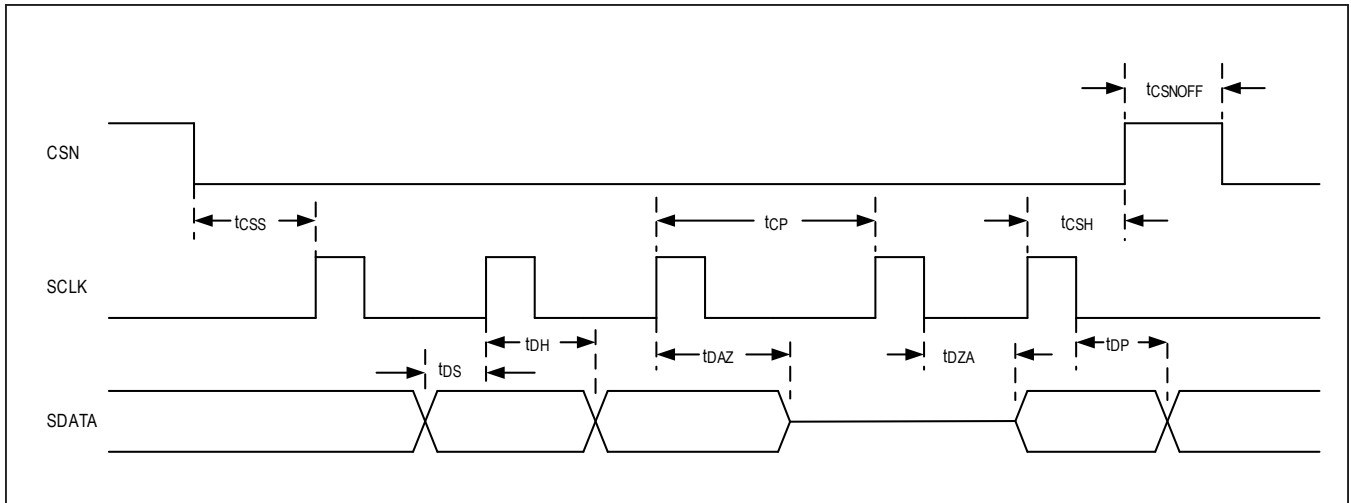 tCSNOFF
CSN
tCSS
tCP
tCSH
SCLK
tDH
tDAZ
tDZA
tDP
tDS
SDATA